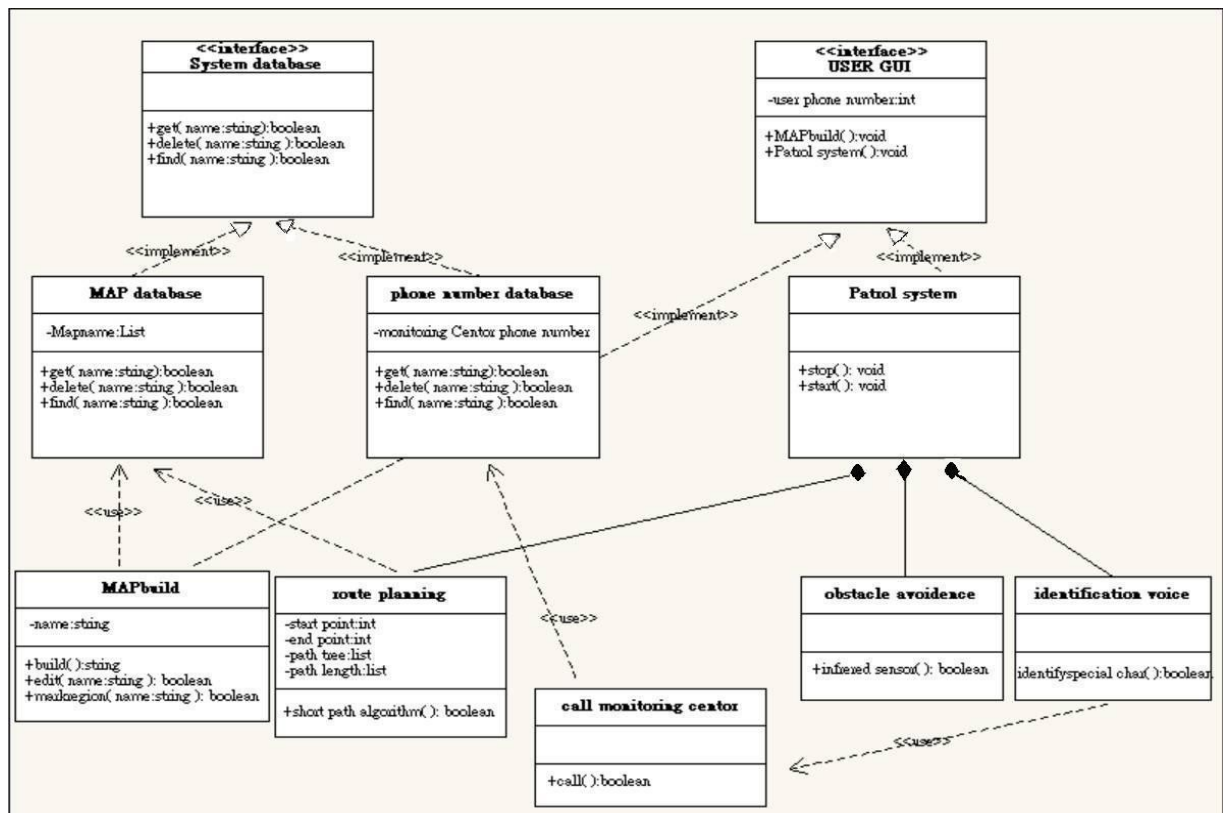 <<interface>>
System database
+get( name:string):boolean
+delete( name:string ):boolean
+find( name:string ):boolean
<<interface>>
USER GUI
-user phone number:int
+MAPbuild( ):void
+Patrol system( ):void
<<implement>>
<<implement>>
<<implement>>
<<implement>>
MAP database
-Mapname:List
+get( name:string):boolean
+delete( name:string ):boolean
+find( name:string ):boolean
phone number database
-monitoring Centor phone number
+get( name:string):boolean
+delete( name:string ):boolean
+find( name:string ):boolean
Patrol system
+stop( ): void
+start( ): void
<<use>>
<<use>>
<<use>>
<<use>>
MAPbuild
-name:string
+build( ):string
+edit( name:string ): boolean
+markregion( name:string ): boolean
route planning
-start point:int
-end point:int
-path tree:list
-path length:list
+short path algorithm( ): boolean
call monitoring centor
+call( ):boolean
obstacle avoidence
+infrered sensor( ): boolean
identification voice
identifyspecial char( ):boolean